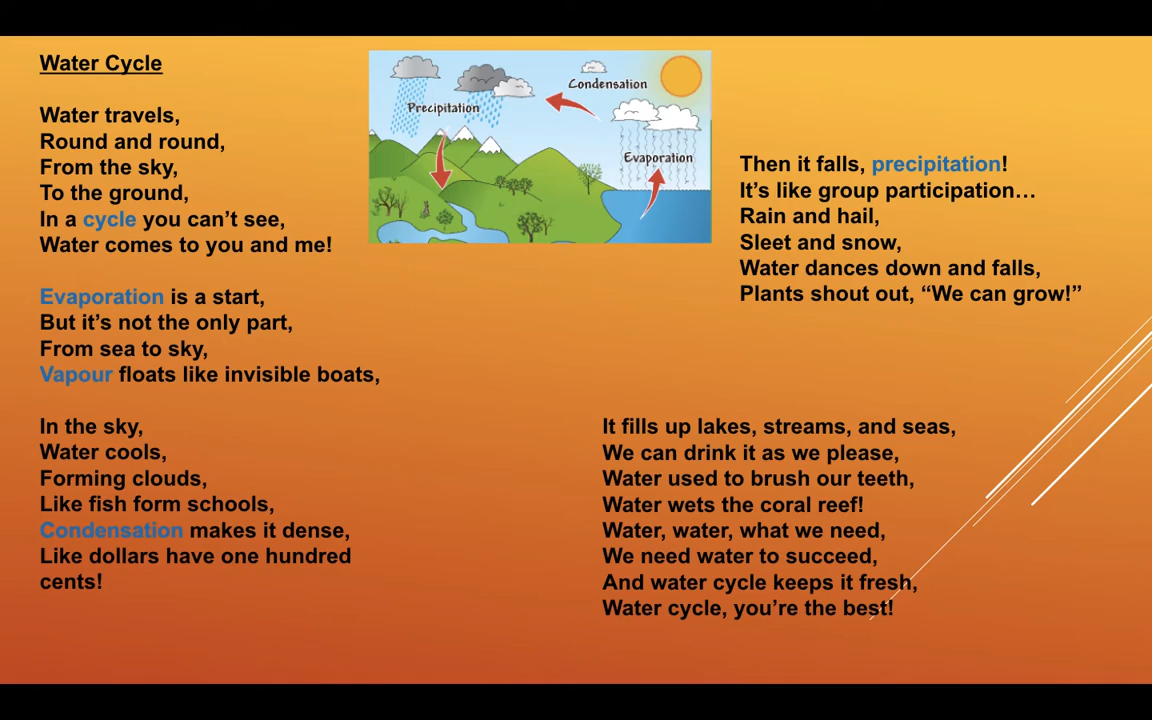 Water Cycle
Water travels,
Round and round,
From the sky,
To the ground,
In a cycle you can't see,
Water comes to you and me!
Evaporation is a start,
But it's not the only part,
From sea to sky,
Vapour floats like invisible boats,
In the sky,
Water cools,
Forming clouds,
Like fish form schools,
Condensation makes it dense,
Like dollars have one hundred
cents!
Condensation
Precipitation
Evaporation
Then it falls, precipitation!
It's like group participation…
Rain and hail,
Sleet and snow,
Water dances down and falls,
Plants shout out, “We can grow!”
It fills up lakes, streams, and seas,
We can drink it as we please,
Water used to brush our teeth,
Water wets the coral reef!
Water, water, what we need,
We need water to succeed,
And water cycle keeps it fresh,
Water cycle, you're the best!